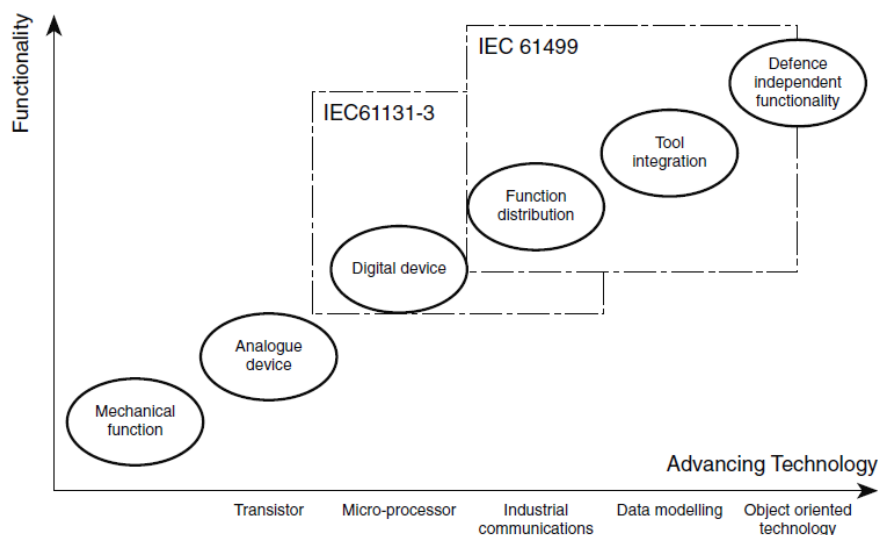 Functionality
IEC 61499
IEC61131-3
Defence
independent
functionality
Tool
integration
Function
distribution
Digital device
Analogue
device
Mechanical
function
Advancing Technology
Transistor
Micro-processor
Industrial
communications
Data modelling
Object oriented
technology